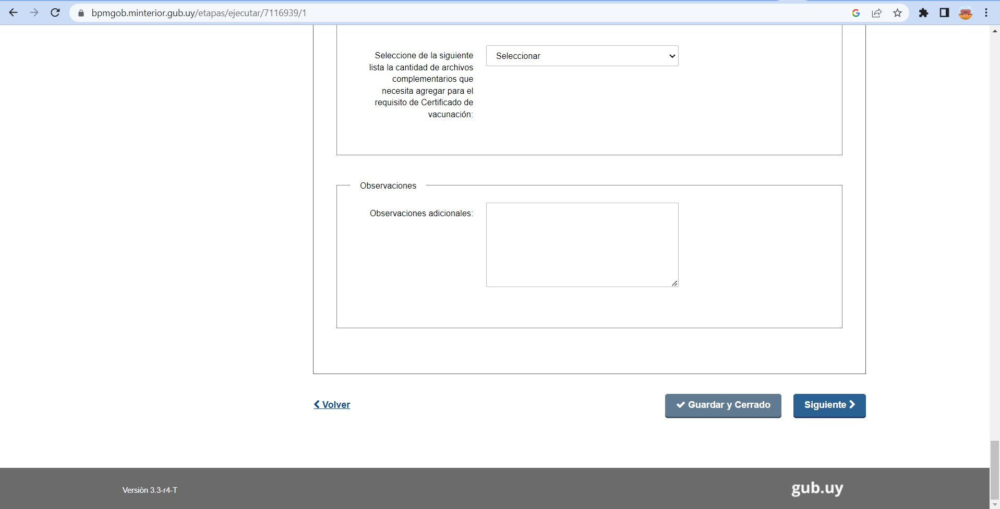 bpmgob.minterior.gub.uy/etapas/ejecutar/7116939/1
Seleccione de la siguiente
lista la cantidad de archivos
complementarios que
necesita agregar para el
requisito de Certificado de
vacunación:
Seleccionar
Observaciones
Observaciones adicionales:
Volver
Guardar y Cerrado
Siguiente
Versión 3.3-r4-T
gub.uy